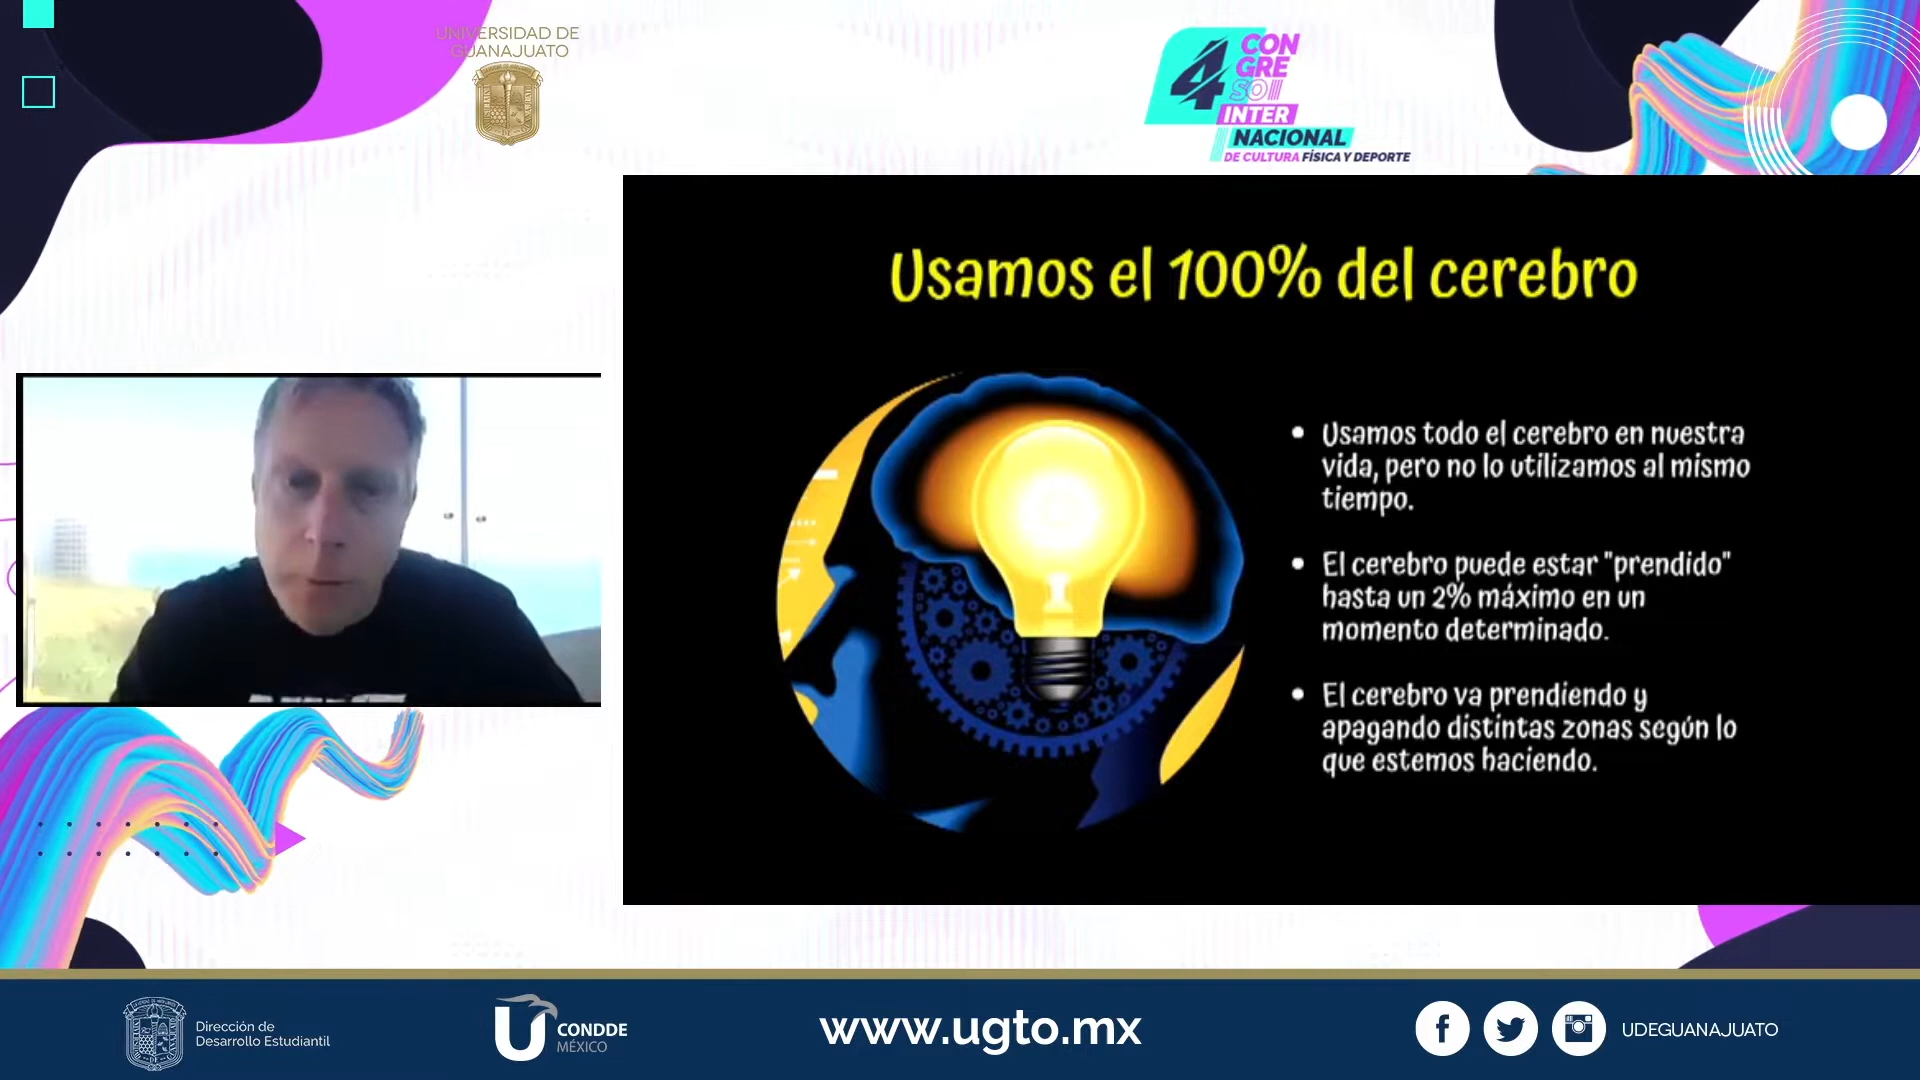 UNIVERSIDAD DE
GUANAJUATO
4 CON
GRE
SO
INTER
NACIONAL
DE CULTURA FÍSICA Y DEPORTE
Usamos el 100% del cerebro
• Usamos todo el cerebro en nuestra
vida, pero no lo utilizamos al mismo
tiempo.
• El cerebro puede estar "prendido"
hasta un 2% máximo en un
momento determinado.
• El cerebro va prendiendo y
apagando distintas zonas según lo
que estemos haciendo.
Dirección de
Desarrollo Estudiantil
U CONDDE
MÉXICO
www.ugto.mx
UDEGUANAJUATO